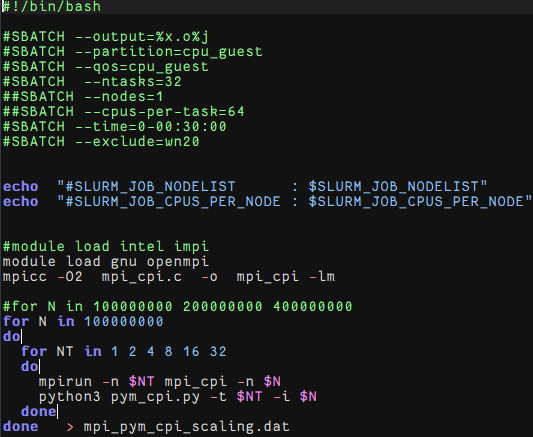 #!/bin/bash
#SBATCH --output=%x.o%j
#SBATCH --partition=cpu_guest
#SBATCH --qos=cpu_guest
#SBATCH  --ntasks=32
##SBATCH --nodes=1
##SBATCH --cpus-per-task=64
#SBATCH --time=0-00:30:00
#SBATCH --exclude=wn20
echo  "#SLURM_JOB_NODELIST      : $SLURM_JOB_NODELIST"
echo  "#SLURM_JOB_CPUS_PER_NODE : $SLURM_JOB_CPUS_PER_NODE"
#module load intel impi
module load gnu openmpi
mpicc -O2  mpi_cpi.c  -o  mpi_cpi -lm
#for N in 100000000 200000000 400000000
for N in 100000000
do
  for NT in 1 2 4 8 16 32
  do
    mpirun -n $NT mpi_cpi -n $N
    python3 pym_cpi.py -t $NT -i $N
  done
done   > mpi_pym_cpi_scaling.dat